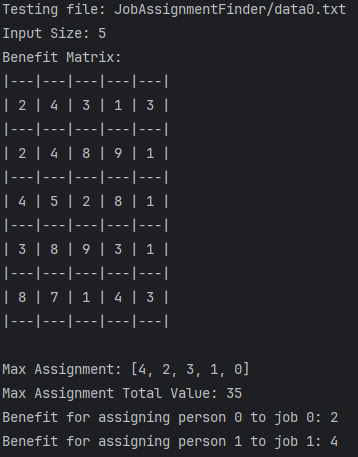 Testing file: JobAssignmentFinder/data0.txt
Input Size: 5
Benefit Matrix:
|---|---|---|---|---|
| 2 | 4 | 3 | 1 | 3 |
|---|---|---|---|---|
| 2 | 4 | 8 | 9 | 1 |
|---|---|---|---|---|
| 4 | 5 | 2 | 8 | 1 |
|---|---|---|---|---|
| 3 | 8 | 9 | 3 | 1 |
|---|---|---|---|---|
| 8 | 7 | 1 | 4 | 3 |
|---|---|---|---|---|
Max Assignment: [4, 2, 3, 1, 0]
Max Assignment Total Value: 35
Benefit for assigning person 0 to job 0: 2
Benefit for assigning person 1 to job 1: 4